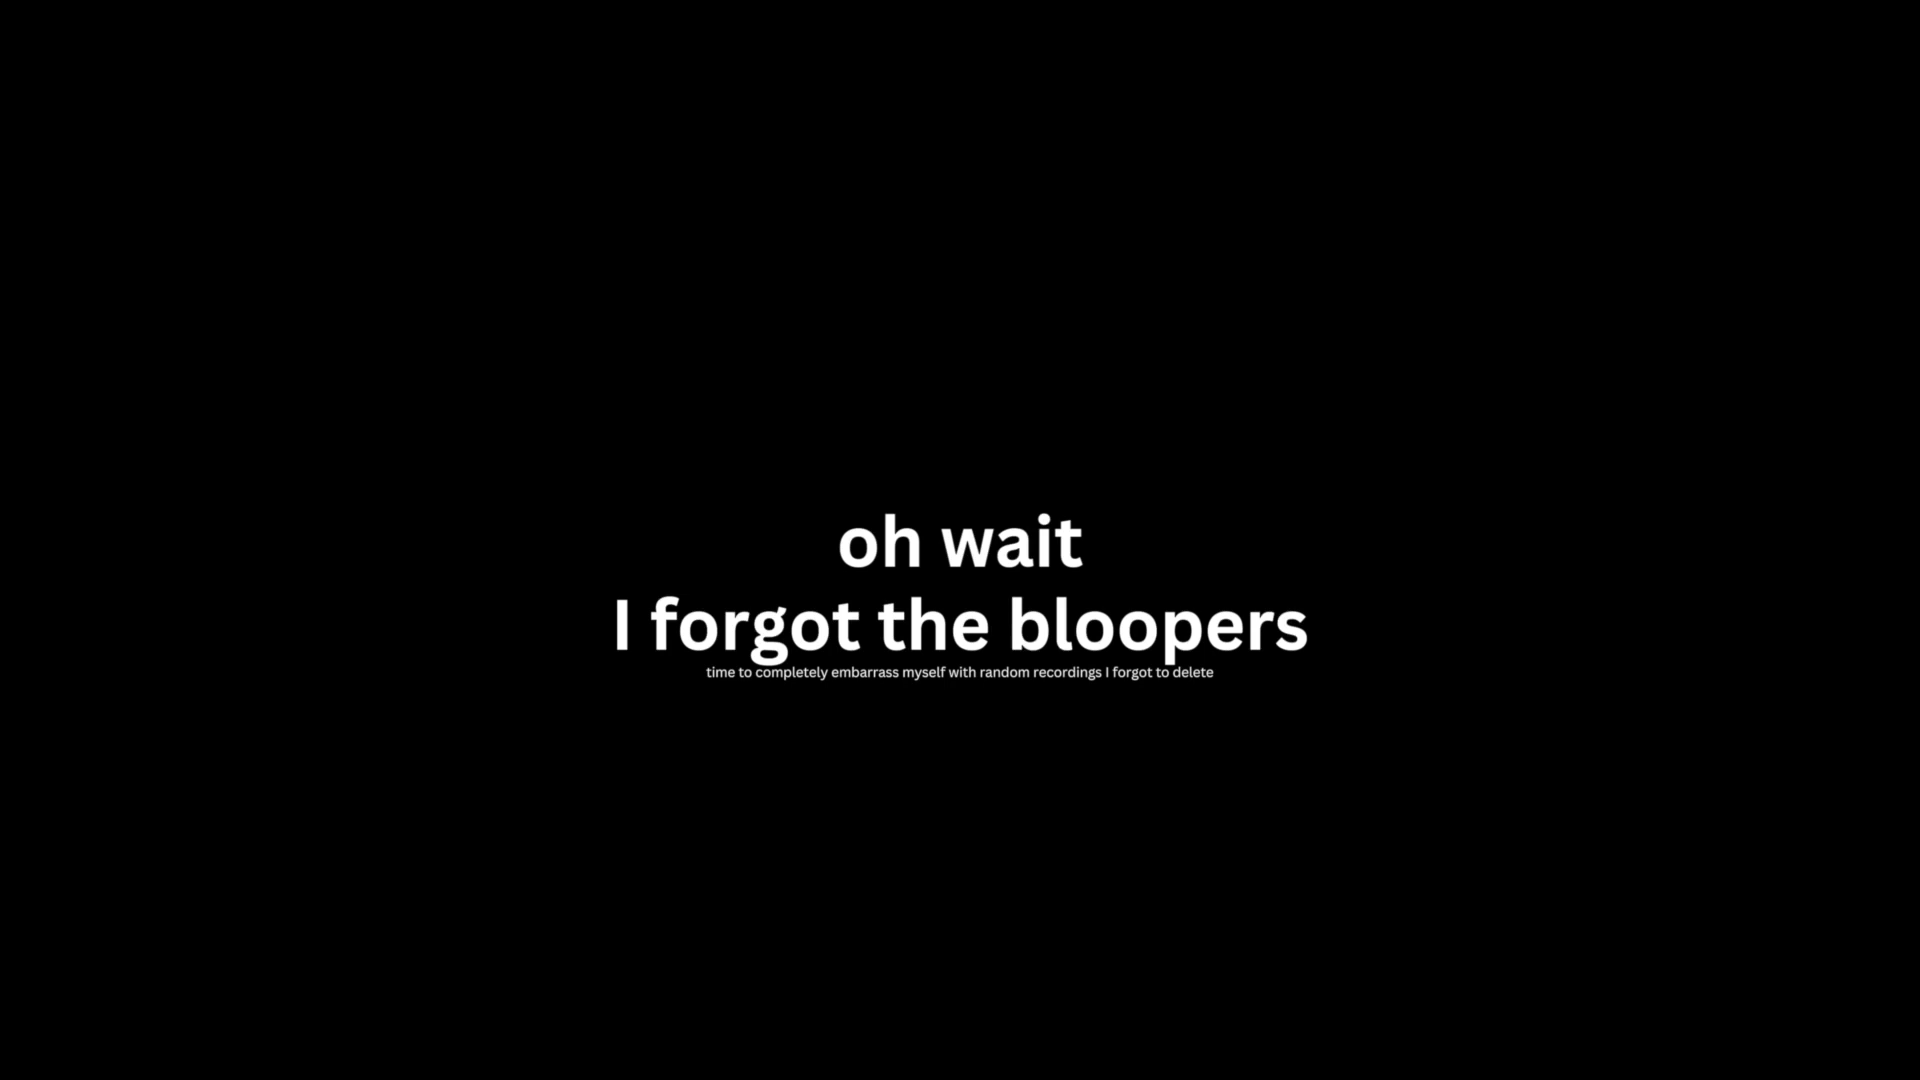 oh wait
I forgot the bloopers
time to completely embarrass myself with random recordings I forgot to delete